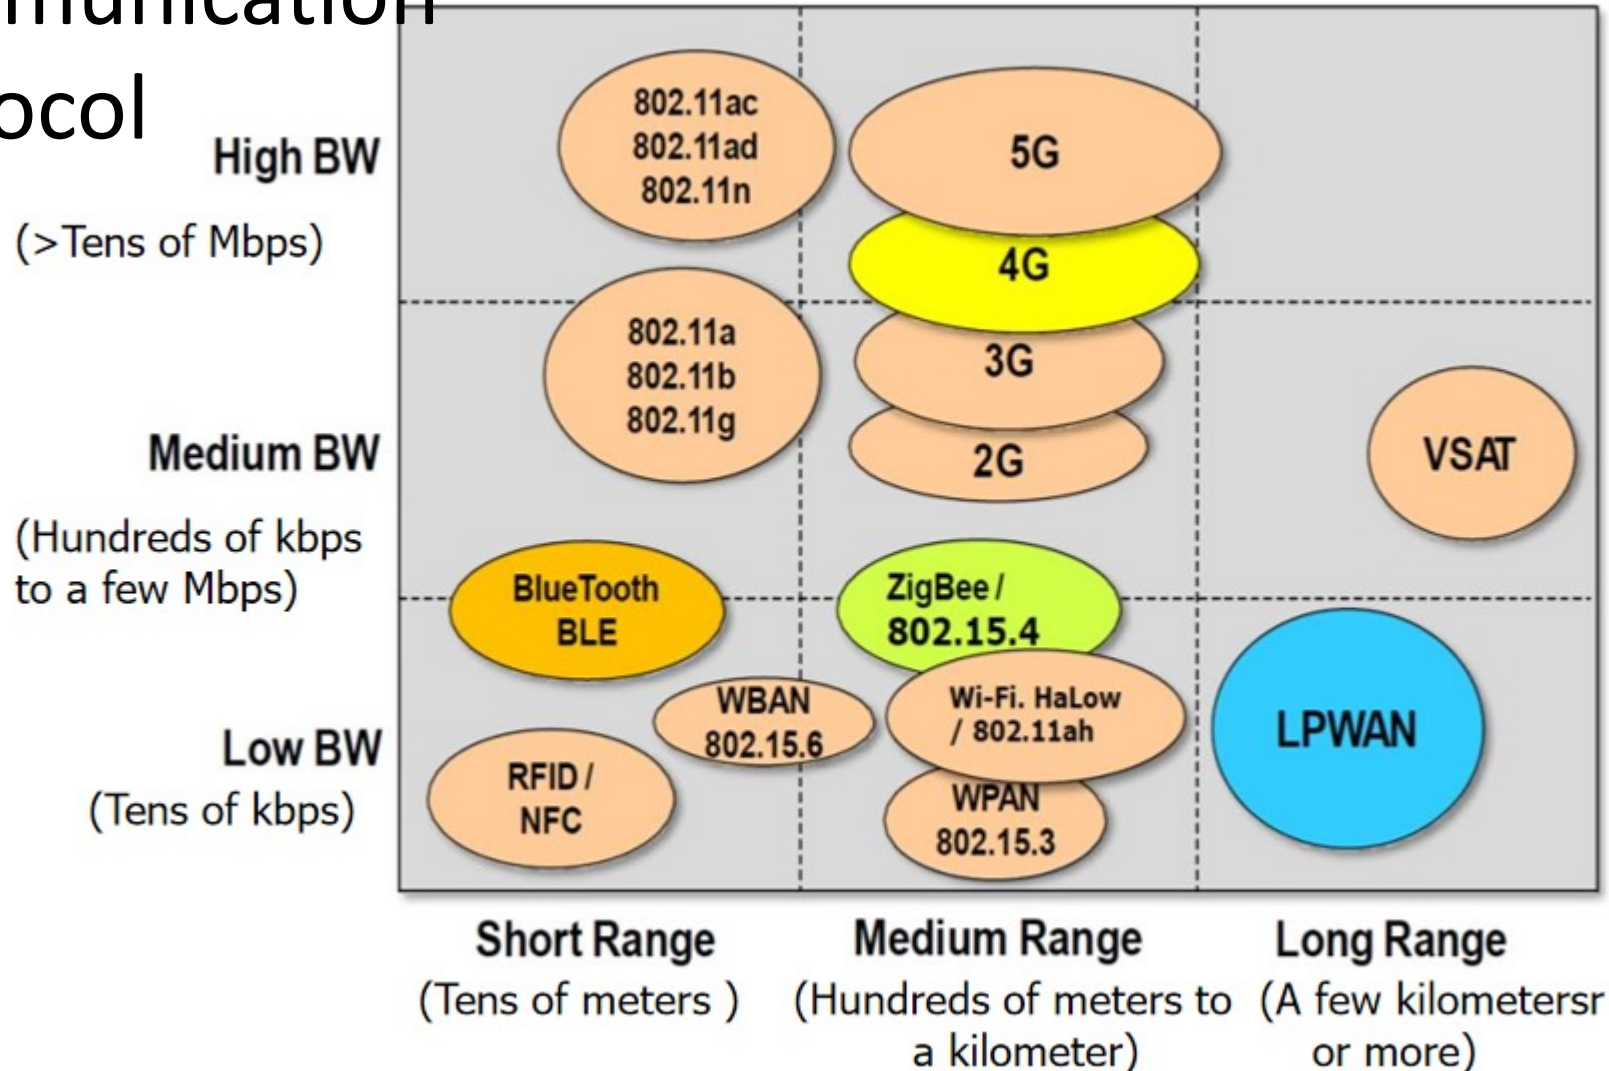 munication
ocol
High BW
(>Tens of Mbps)
Medium BW
(Hundreds of kbps
to a few Mbps)
Low BW
(Tens of kbps)
802.11ac
802.11ad
802.11n
5G
4G
802.11a
802.11b
802.11g
3G
2G
VSAT
BlueTooth
BLE
ZigBee /
802.15.4
WBAN
802.15.6
Wi-Fi. HaLow
/ 802.11ah
LPWAN
RFID /
NFC
WPAN
802.15.3
Short Range
(Tens of meters )
Medium Range
(Hundreds of meters to
a kilometer)
Long Range
(A few kilometersr
or more)